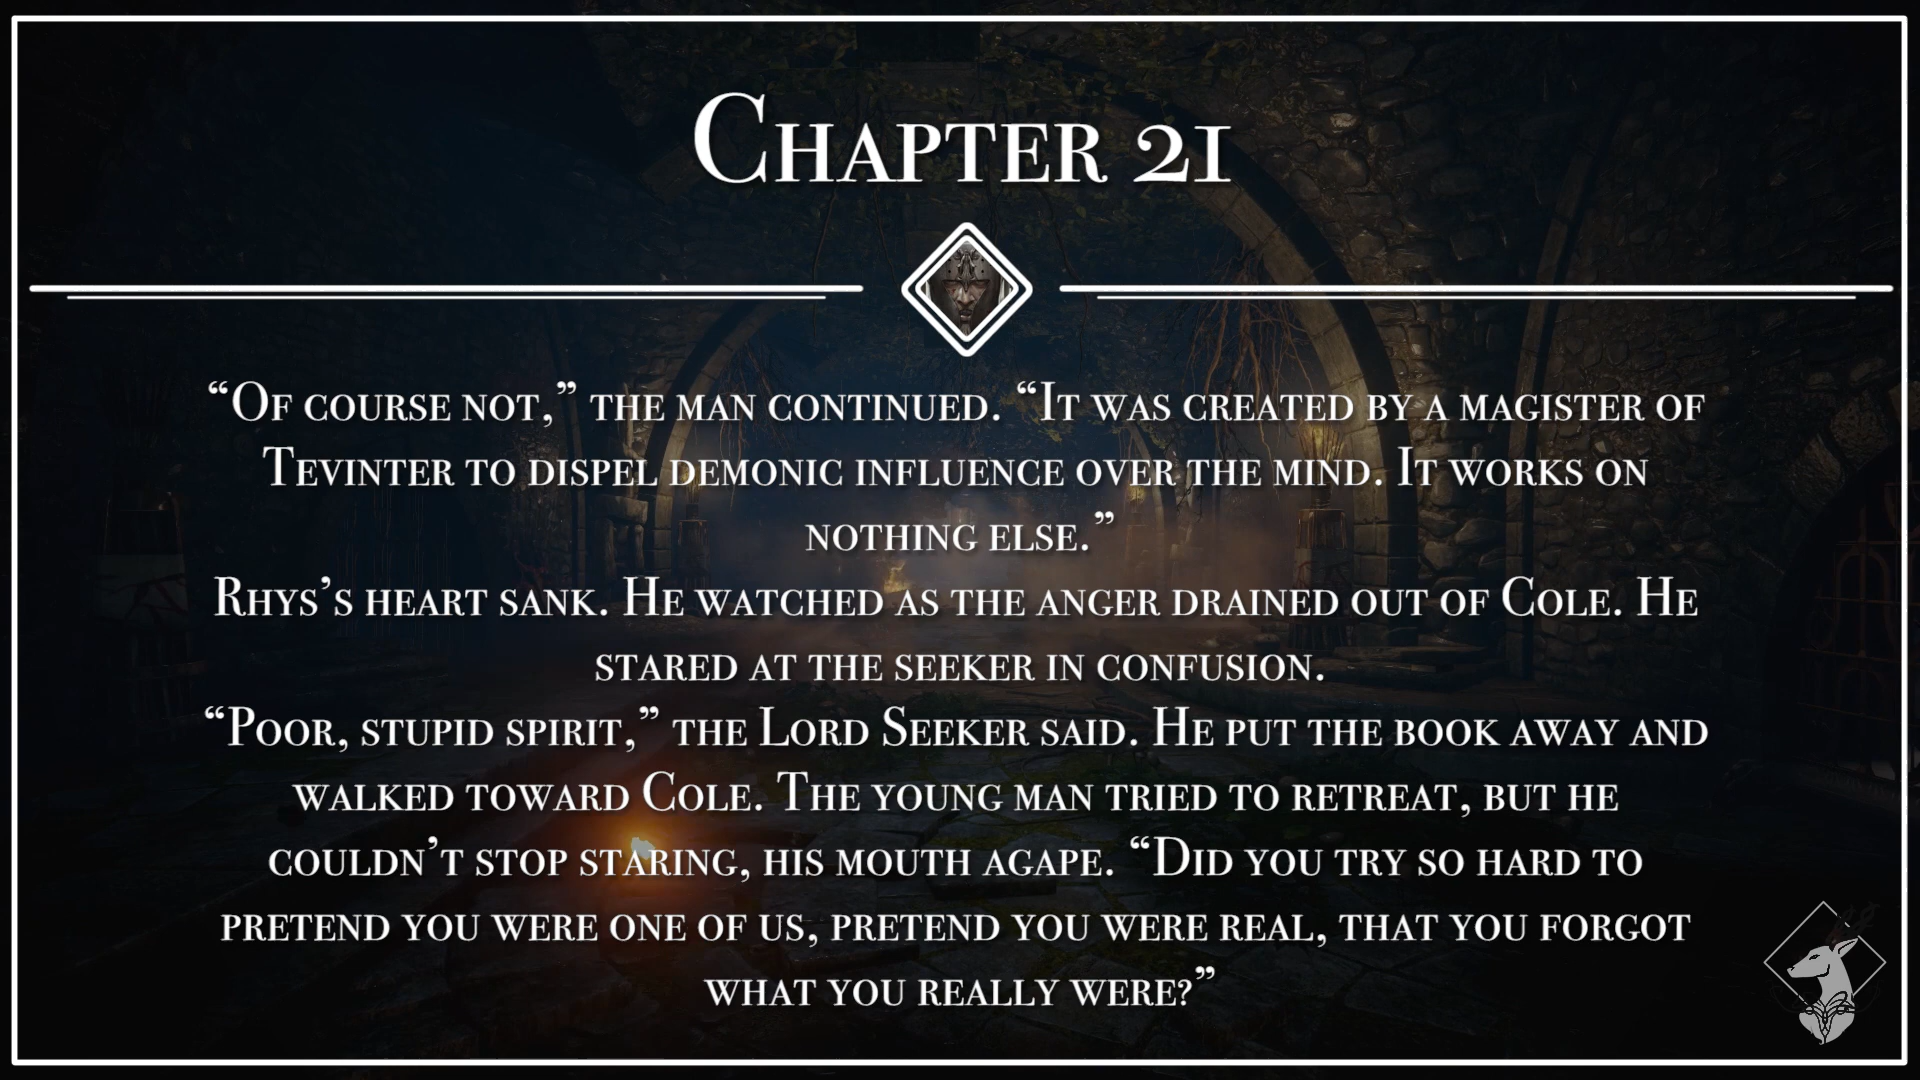 Chapter 21
“Of course not,” the man continued. “It was created by a magister of
Tevinter to dispel demonic influence over the mind. It works on
nothing else.”
Rhys’s heart sank. He watched as the anger drained out of Cole. He
stared at the seeker in confusion.
“Poor, stupid spirit,” the Lord Seeker said. He put the book away and
walked toward Cole. The young man tried to retreat, but he
couldn’t stop staring, his mouth agape. “Did you try so hard to
pretend you were one of us, pretend you were real, that you forgot
what you really were?”